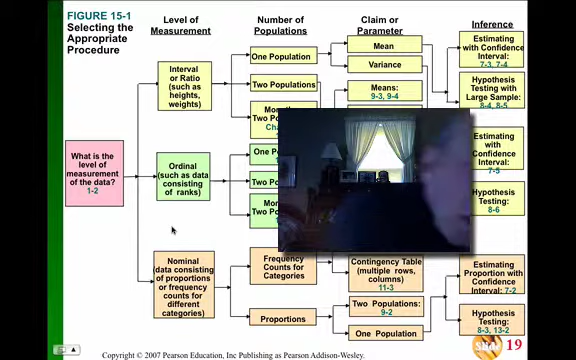 FIGURE 15-1
Selecting the
Appropriate
Procedure
Level of
Measurement
Number of
Populations
Claim or
Parameter
Inference
What is the
level of
measurement
of the data?
1-2
Interval
or Ratio
(such as
heights,
weights)
Ordinal
(such as data
consisting
of ranks)
Nominal
(data consisting
of proportions
or frequency
counts for
different
categories)
One Population
Two Populations
Two
Frequency
Counts for
Categories
Proportions
Mean
Variance
Means:
9-3, 9-4
Contingency Table
(multiple rows,
columns)
11-3
Two Populations:
9-2
One Population
Estimating
with Confidence
Interval:
7-3, 7-4
Hypothesis
Testing with
Large Sample:
8-4, 8-5
Estimating
with
Confidence
Interval:
7-5
Hypothesis
Testing:
8-6
Estimating
Proportion with
Confidence
Interval: 7-2
Hypothesis
Testing:
8-3, 13-2
Slide 19
Copyright © 2007 Pearson Education, Inc Publishing as Pearson Addison-Wesley.